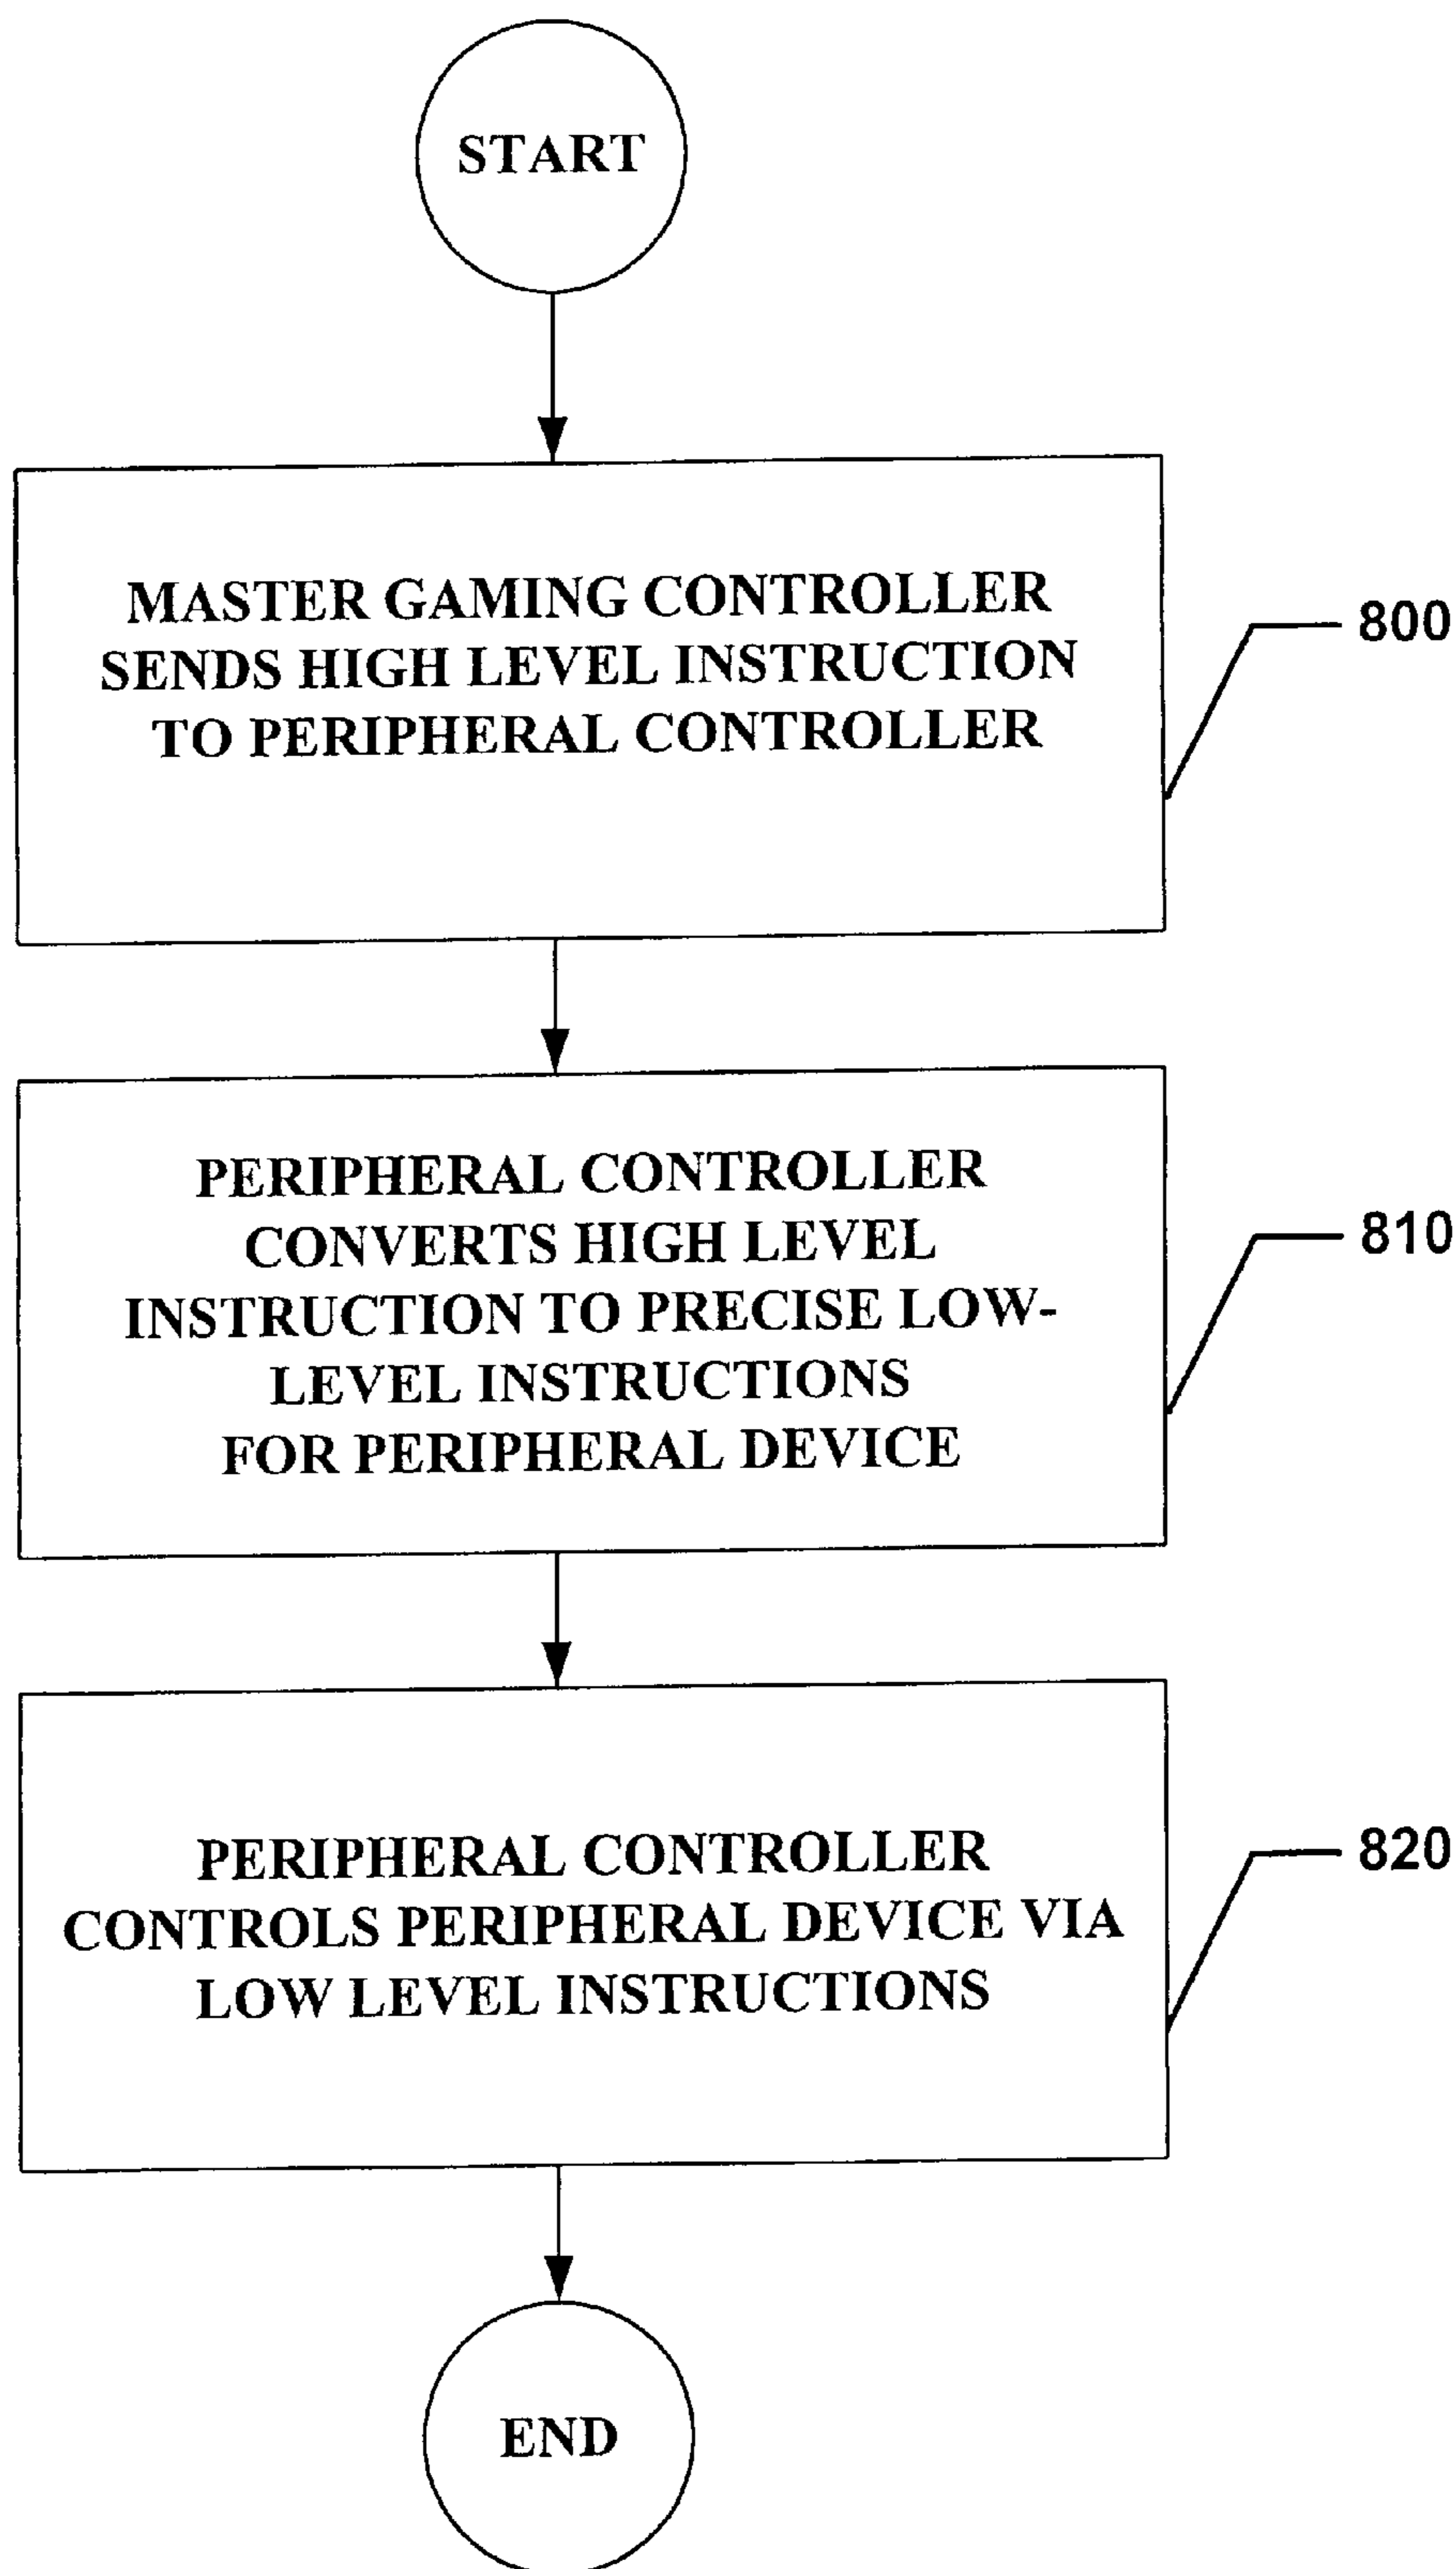 START
MASTER GAMING CONTROLLER
SENDS HIGH LEVEL INSTRUCTION
TO PERIPHERAL CONTROLLER
800
PERIPHERAL CONTROLLER
CONVERTS HIGH LEVEL
INSTRUCTION TO PRECISE LOW-
LEVEL INSTRUCTIONS
FOR PERIPHERAL DEVICE
810
PERIPHERAL CONTROLLER
CONTROLS PERIPHERAL DEVICE VIA
LOW LEVEL INSTRUCTIONS
820
END